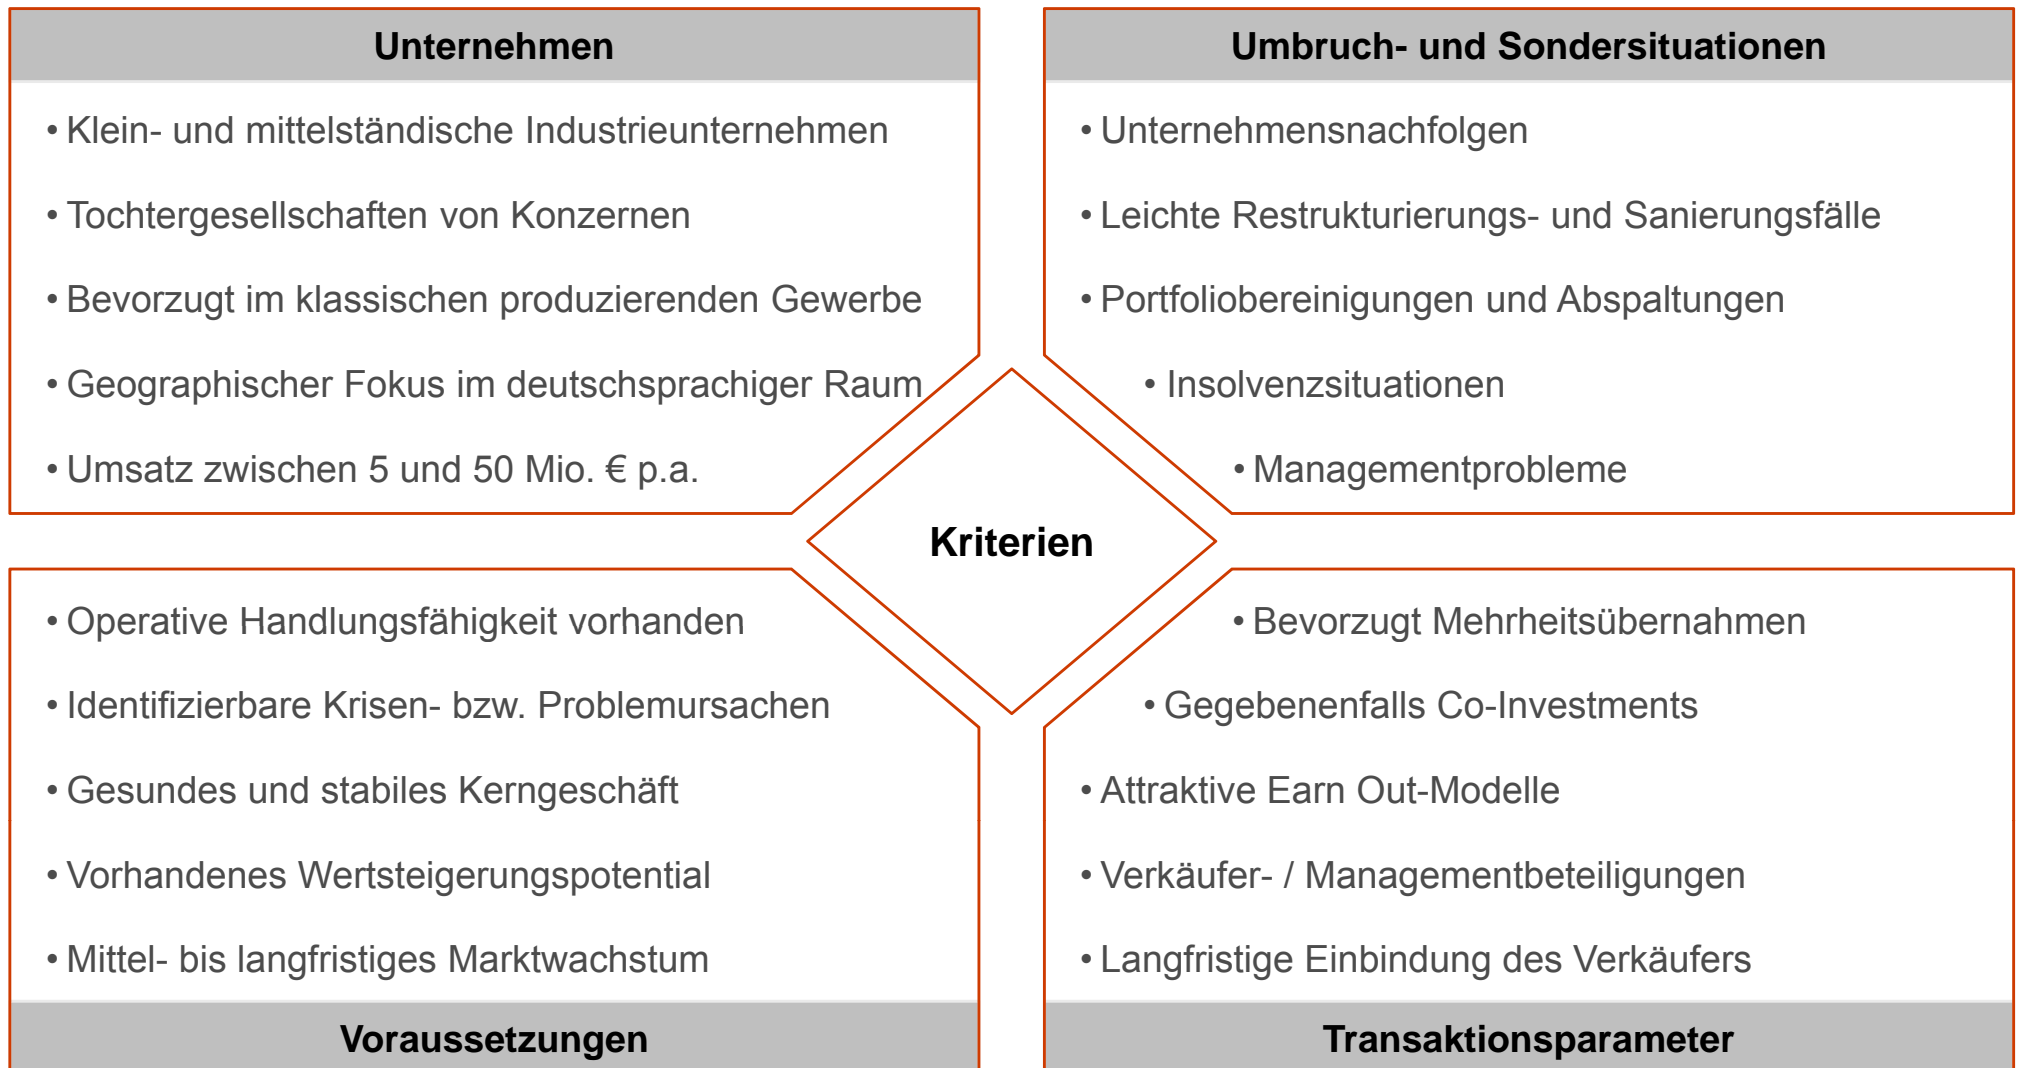 Unternehmen
• Klein- und mittelständische Industrieunternehmen
• Tochtergesellschaften von Konzernen
• Bevorzugt im klassischen produzierenden Gewerbe
• Geographischer Fokus im deutschsprachiger Raum
• Umsatz zwischen 5 und 50 Mio. € p.a.
Umbruch- und Sondersituationen
• Unternehmensnachfolgen
• Leichte Restrukturierungs- und Sanierungsfälle
• Portfoliobereinigungen und Abspaltungen
• Insolvenzsituationen
• Managementprobleme
Kriterien
• Operative Handlungsfähigkeit vorhanden
• Identifizierbare Krisen- bzw. Problemursachen
• Gesundes und stabiles Kerngeschäft
• Vorhandenes Wertsteigerungspotential
• Mittel- bis langfristiges Marktwachstum
Voraussetzungen
• Bevorzugt Mehrheitsübernahmen
• Gegebenenfalls Co-Investments
• Attraktive Earn Out-Modelle
• Verkäufer- / Managementbeteiligungen
• Langfristige Einbindung des Verkäufers
Transaktionsparameter